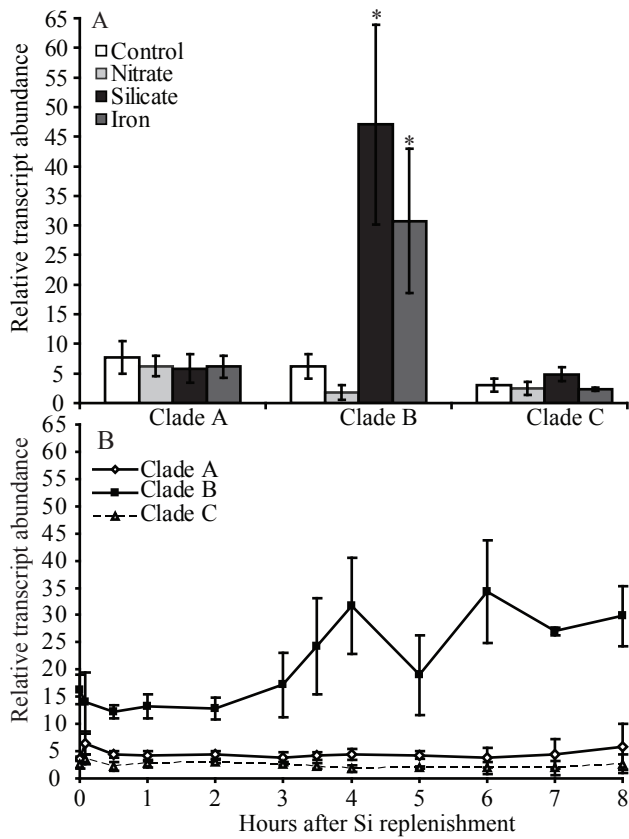 A
Relative transcript abundance
65
60
55
50
45
40
35
30
25
20
15
10
5
0
Control
Nitrate
Silicate
Iron
*
*
Clade A
Clade B
Clade C
B
Relative transcript abundance
65
60
55
50
45
40
35
30
25
20
15
10
5
0
Clade A
Clade B
Clade C
0 1 2 3 4 5 6 7 8
Hours after Si replenishment